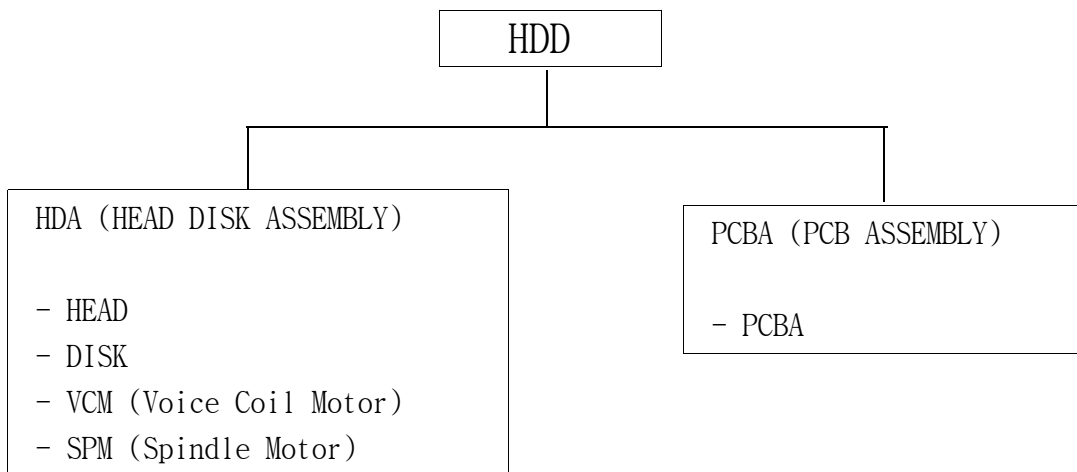 HDD
HDA (HEAD DISK ASSEMBLY)
- HEAD
- DISK
- VCM (Voice Coil Motor)
- SPM (Spindle Motor)
PCBA (PCB ASSEMBLY)
- PCBA